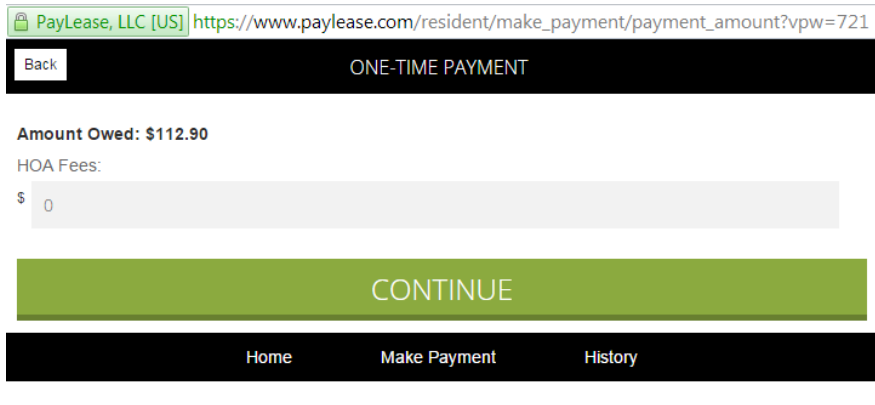 PayLease, LLC [US] https://www.paylease.com/resident/make_payment/payment_amount?vpw=721
Back ONE-TIME PAYMENT
Amount Owed: $112.90
HOA Fees:
$ 0
CONTINUE
Home Make Payment History